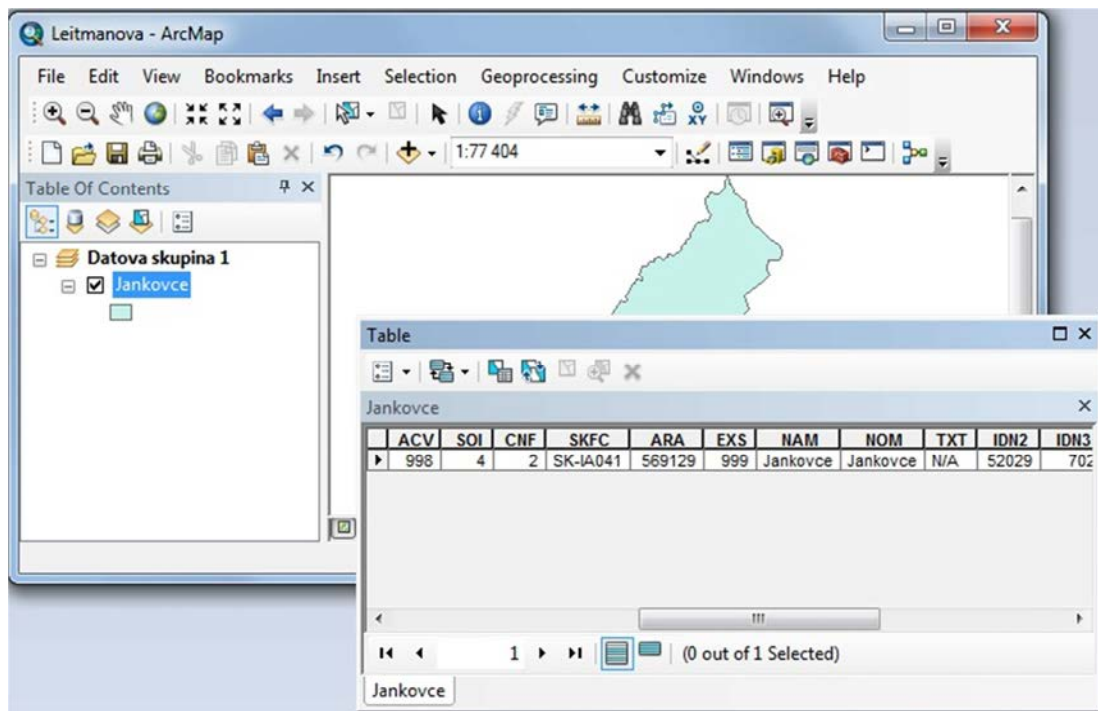 Leitmanova - ArcMap
File Edit View Bookmarks Insert Selection Geoprocessing Customize Windows Help
XY
1:77 404
Table Of Contents
Datova skupina 1
Jankovce
Table
Jankovce
ACV SOI CNF SKFC ARA EXS NAM NOM TXT IDN2 IDN3
998 4 2 SK-IA041 569129 999 Jankovce Jankovce N/A 52029 702
1 (0 out of 1 Selected)
Jankovce